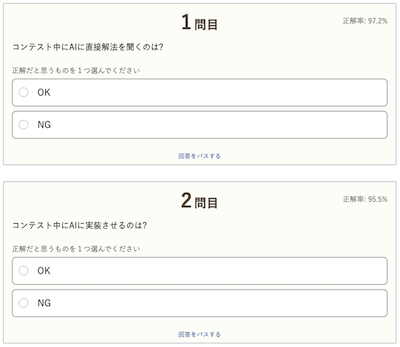 1問目
正解率: 97.2%
コンテスト中にAIに直接解法を聞くのは?
正解だと思うものを1つ選んでください
OK
NG
回答をパスする
2問目
正解率: 95.5%
コンテスト中にAIに実装させるのは?
正解だと思うものを1つ選んでください
OK
NG
回答をパスする